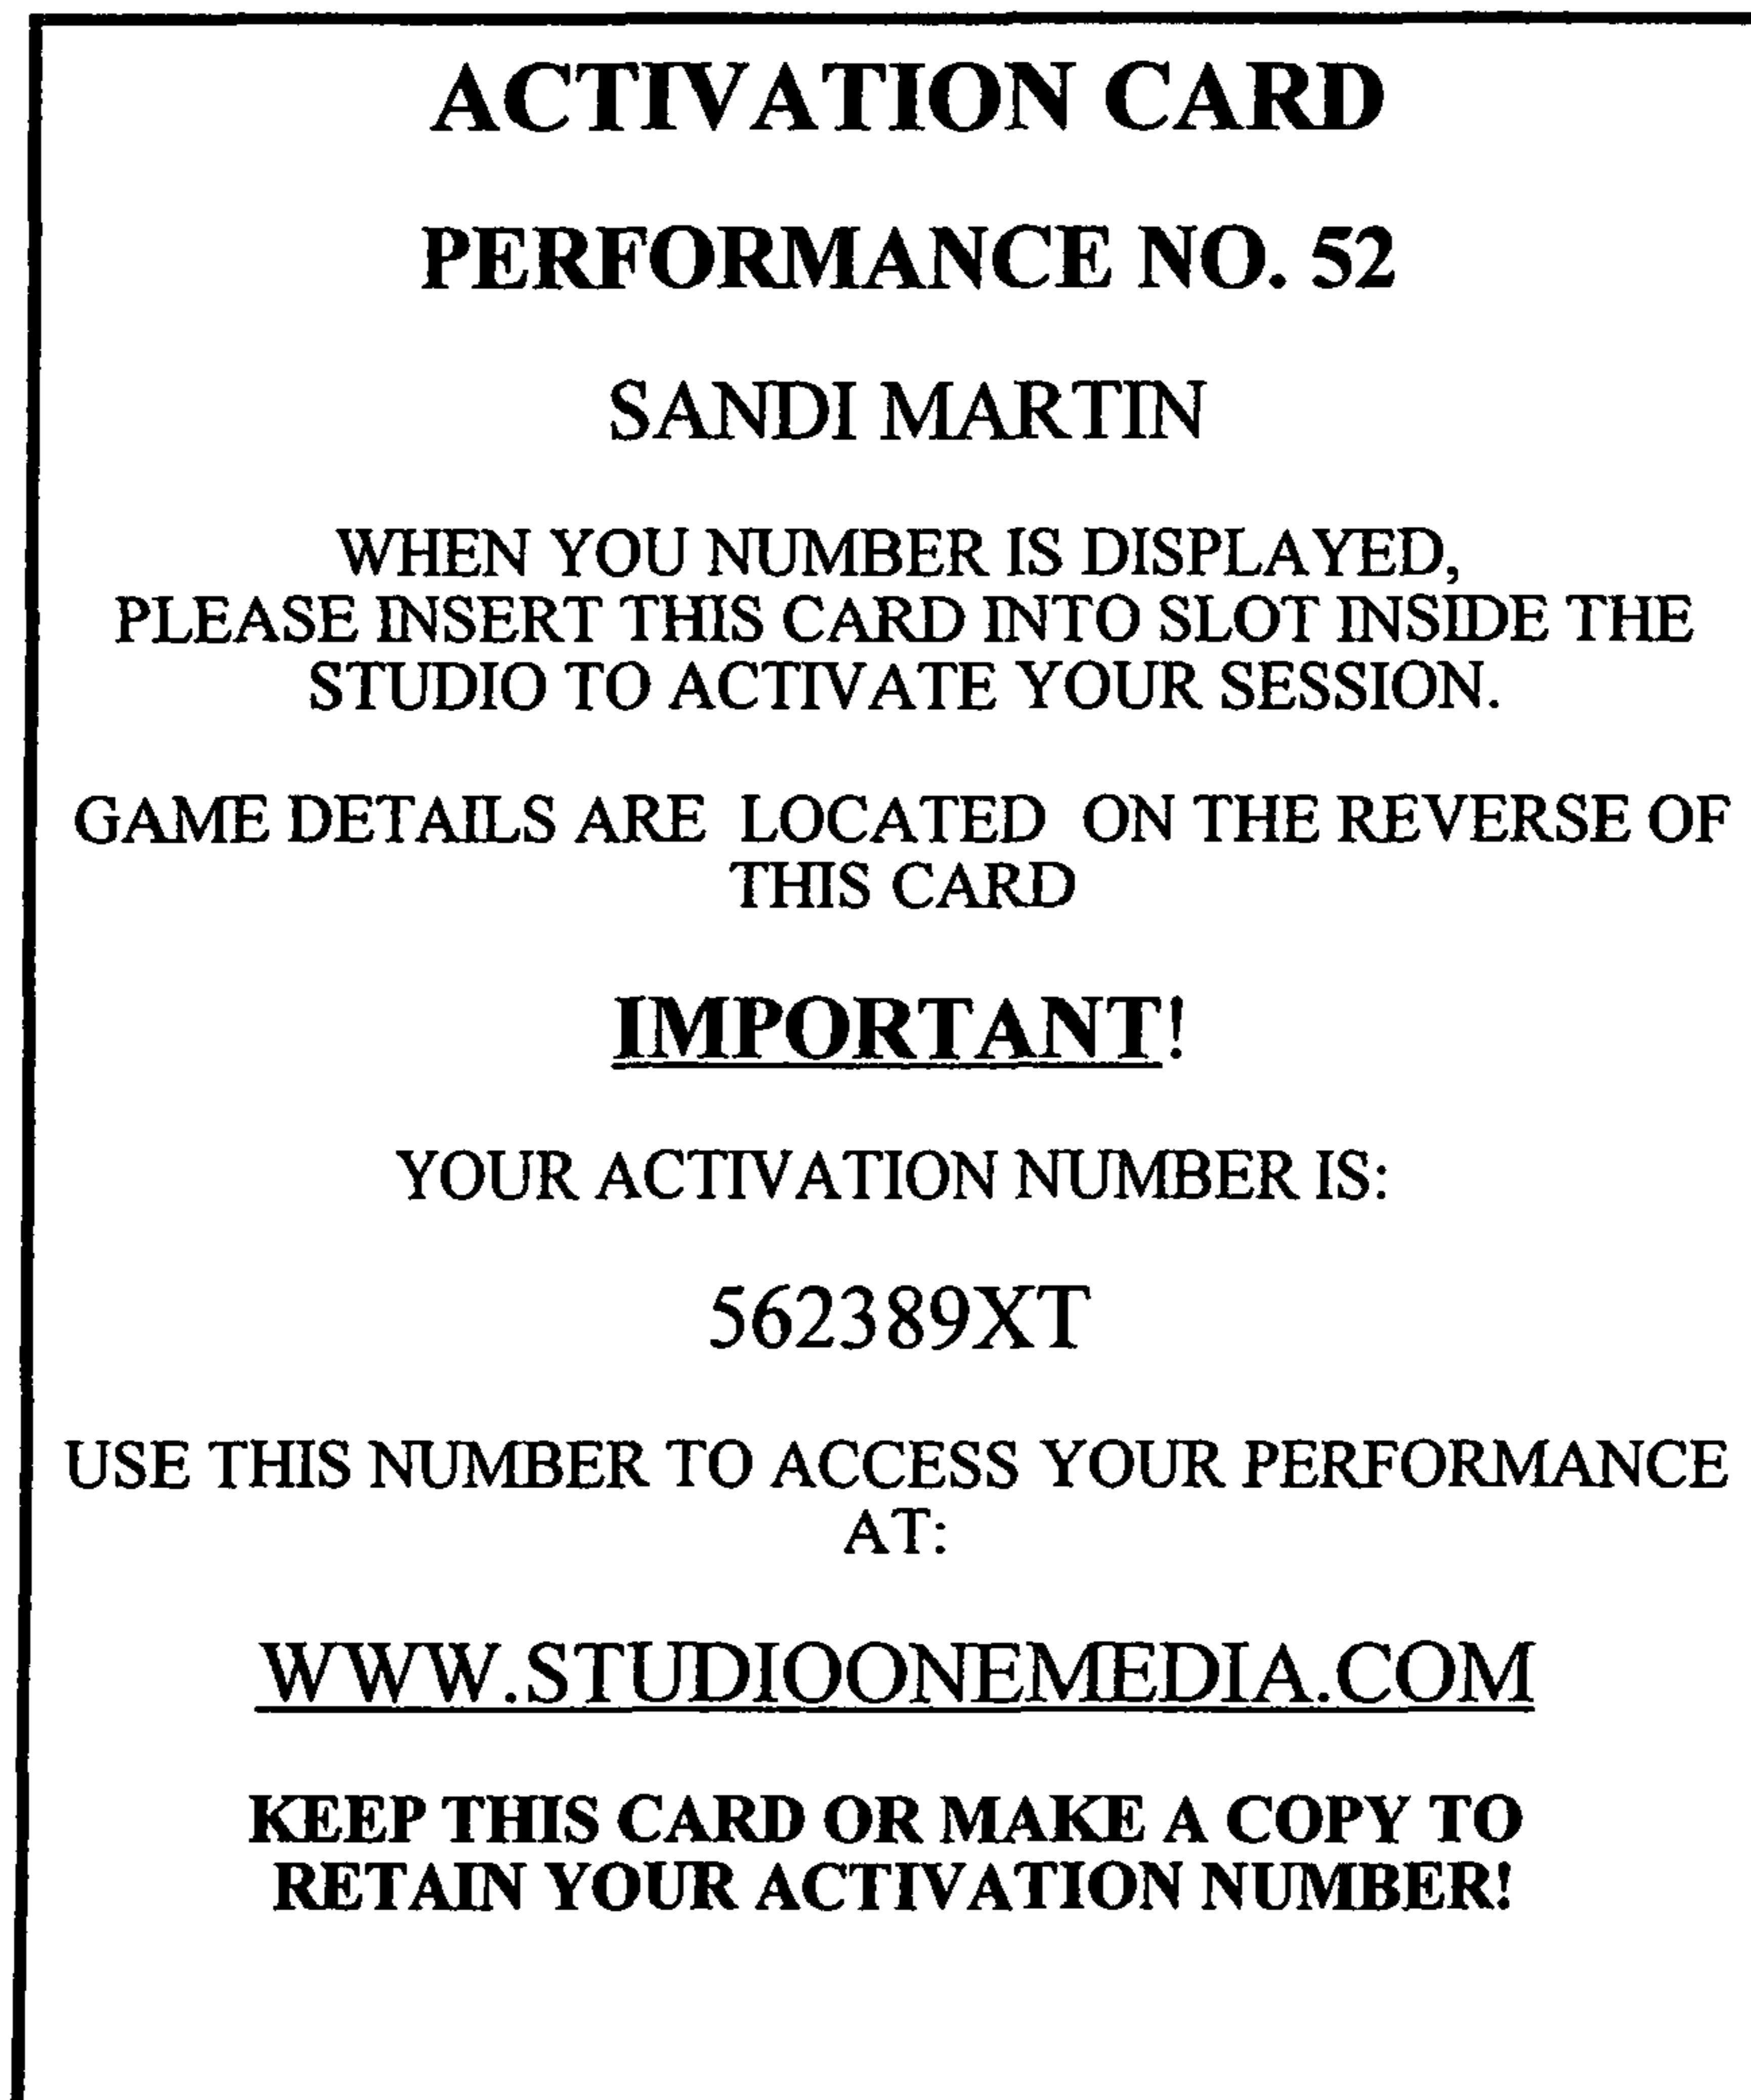 ACTIVATION CARD
PERFORMANCE NO. 52
SANDI MARTIN
WHEN YOU NUMBER IS DISPLAYED,
PLEASE INSERT THIS CARD INTO SLOT INSIDE THE
STUDIO TO ACTIVATE YOUR SESSION.
GAME DETAILS ARE LOCATED ON THE REVERSE OF
THIS CARD
IMPORTANT!
YOUR ACTIVATION NUMBER IS:
562389XT
USE THIS NUMBER TO ACCESS YOUR PERFORMANCE
AT:
WWW.STUDIOONEMEDIA.COM
KEEP THIS CARD OR MAKE A COPY TO
RETAIN YOUR ACTIVATION NUMBER!